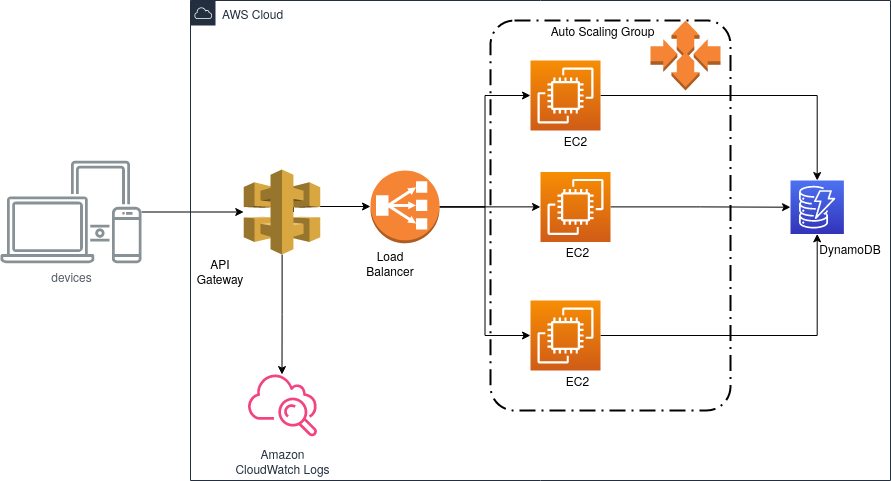 AWS Cloud
Auto Scaling Group
EC2
EC2
EC2
devices
API
Gateway
Load
Balancer
DynamoDB
Amazon
CloudWatch Logs